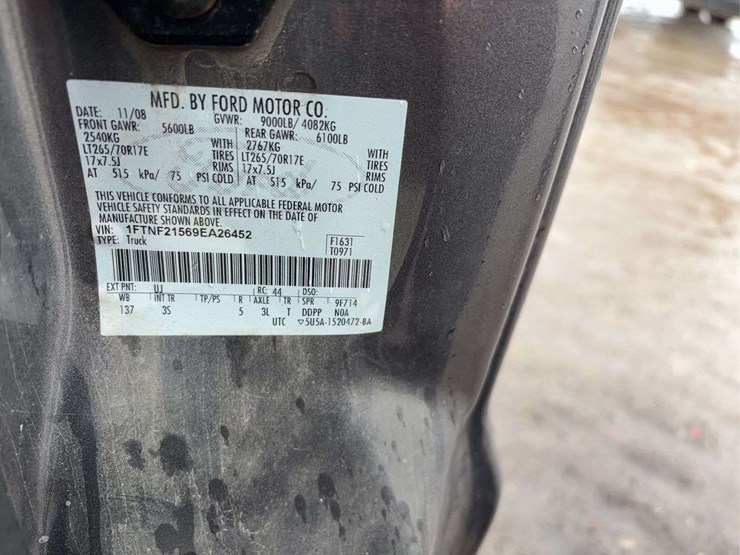 MFD. BY FORD MOTOR CO.
DATE: 11/08 GVWR: 9000LB/ 4082KG
FRONT GAWR: 5600LB REAR GAWR: 6100LB
2540KG WITH 2767KG WITH
LT265/70R17E TIRES LT265/70R17E TIRES
17x7.5J RIMS 17x7.5J RIMS
AT 515 kPa/ 75 PSI COLD AT 515 kPa/ 75 PSI COLD
THIS VEHICLE CONFORMS TO ALL APPLICABLE FEDERAL MOTOR
VEHICLE SAFETY STANDARDS IN EFFECT ON THE DATE OF
MANUFACTURE SHOWN ABOVE.
VIN: 1FTNF21569EA26452
TYPE: Truck F1631
T0971
EXT PNT: UJ RC: 44 DSO:
WB INT TR TP/PS R AXLE TR SPR 9F714
137 3S 5 3L T DDPP NOA
UTC ▽5U5A-1520472-BA